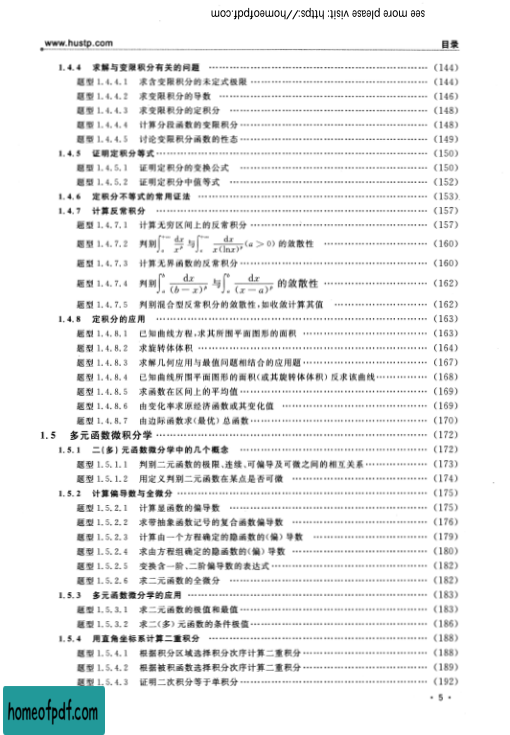 see more please visit: https://homeofpdf.com
www.hustp.com 目录
1.4.4 求解与变限积分有关的问题 ……(144)
题型 1.4.4.1 求含变限积分的未定式极限 ……(144)
题型 1.4.4.2 求变限积分的导数 ……(146)
题型 1.4.4.3 求变限积分的定积分 ……(148)
题型 1.4.4.4 计算分段函数的变限积分 ……(148)
题型 1.4.4.5 讨论变限积分函数的性态 ……(149)
1.4.5 证明定积分等式 ……(150)
题型 1.4.5.1 证明定积分的变换公式 ……(150)
题型 1.4.5.2 证明定积分中值等式 ……(152)
1.4.6 定积分不等式的常用证法 ……(153)
1.4.7 计算反常积分 ……(157)
题型 1.4.7.1 计算无穷区间上的反常积分 ……(157)
题型 1.4.7.2 判别∫ₐ^{+∞} dx/x^p 与∫ₐ^{+∞} dx/(x(lnx)^p) (a>0) 的敛散性 ……(160)
题型 1.4.7.3 计算无界函数的反常积分 ……(160)
题型 1.4.7.4 判别∫ₐ^b dx/(b−x)^p 与∫ₐ^b dx/(x−a)^p 的敛散性 ……(162)
题型 1.4.7.5 判别混合型反常积分的敛散性,如收敛计算其值 ……(162)
1.4.8 定积分的应用 ……(163)
题型 1.4.8.1 已知曲线方程,求其所围平面图形的面积 ……(163)
题型 1.4.8.2 求旋转体体积 ……(164)
题型 1.4.8.3 求解几何应用与最值问题相结合的应用题 ……(167)
题型 1.4.8.4 已知曲线所围平面图形的面积(或其旋转体体积)反求该曲线 ……(168)
题型 1.4.8.5 求函数在区间上的平均值 ……(169)
题型 1.4.8.6 由变化率求原经济函数或其变化值 ……(169)
题型 1.4.8.7 由边际函数求(最优)总函数 ……(170)
1.5 多元函数微积分学 ……(172)
1.5.1 二(多)元函数微分学中的几个概念 ……(172)
题型 1.5.1.1 判别二元函数的极限、连续、可偏导及可微之间的相互关系 ……(173)
题型 1.5.1.2 用定义判别二元函数在某点是否可微 ……(174)
1.5.2 计算偏导数与全微分 ……(175)
题型 1.5.2.1 计算显函数的偏导数 ……(175)
题型 1.5.2.2 求带抽象函数记号的复合函数偏导数 ……(176)
题型 1.5.2.3 计算由一个方程确定的隐函数的(偏)导数 ……(179)
题型 1.5.2.4 求由方程组确定的隐函数的(偏)导数 ……(180)
题型 1.5.2.5 变换含一阶、二阶偏导数的表达式 ……(182)
题型 1.5.2.6 求二元函数的全微分 ……(182)
1.5.3 多元函数微分学的应用 ……(183)
题型 1.5.3.1 求二元函数的极值和最值 ……(183)
题型 1.5.3.2 求二(多)元函数的条件极值 ……(186)
1.5.4 用直角坐标系计算二重积分 ……(188)
题型 1.5.4.1 根据积分区域选择积分次序计算二重积分 ……(188)
题型 1.5.4.2 根据被积函数选择积分次序计算二重积分 ……(189)
题型 1.5.4.3 证明二次积分等于单积分 ……(192)
· 5 ·
homeofpdf.com